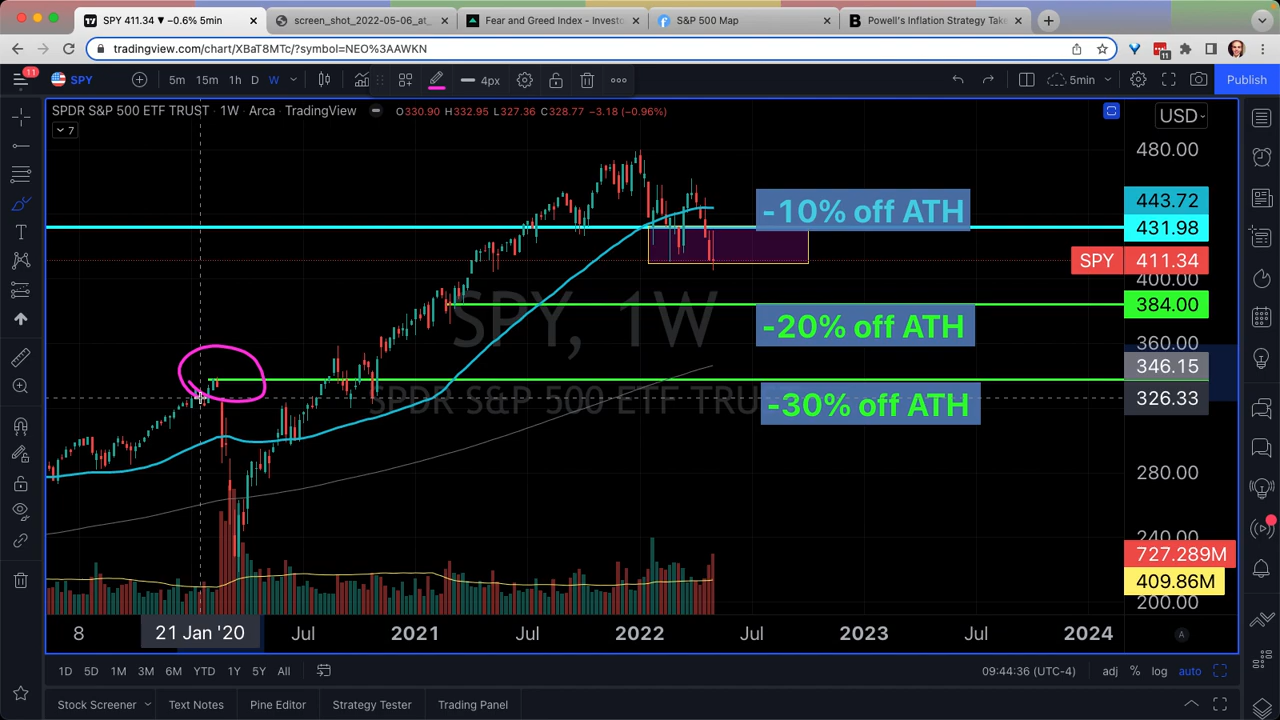 SPY 411.34 ▼ −0.6% 5min
screen_shot_2022-05-06_at_
Fear and Greed Index - Investo
S&P 500 Map
Powell's Inflation Strategy Take
tradingview.com/chart/XBaT8MTc/?symbol=NEO%3AAWKN
11
11
SPY
5m 15m 1h D W
4px
5min
Publish
SPDR S&P 500 ETF TRUST · 1W · Arca · TradingView
O330.90 H332.95 L327.36 C328.77 −3.18 (−0.96%)
USD
7
480.00
-10% off ATH
443.72
431.98
SPY 411.34
400.00
384.00
-20% off ATH
SPY, 1W
360.00
346.15
SPDR S&P 500 ETF TRU
-30% off ATH
326.33
280.00
240.00
727.289M
409.86M
200.00
8 21 Jan '20 Jul 2021 Jul 2022 Jul 2023 Jul 2024
A
1D 5D 1M 3M 6M YTD 1Y 5Y All
09:44:36 (UTC-4) adj % log auto
Stock Screener Text Notes Pine Editor Strategy Tester Trading Panel